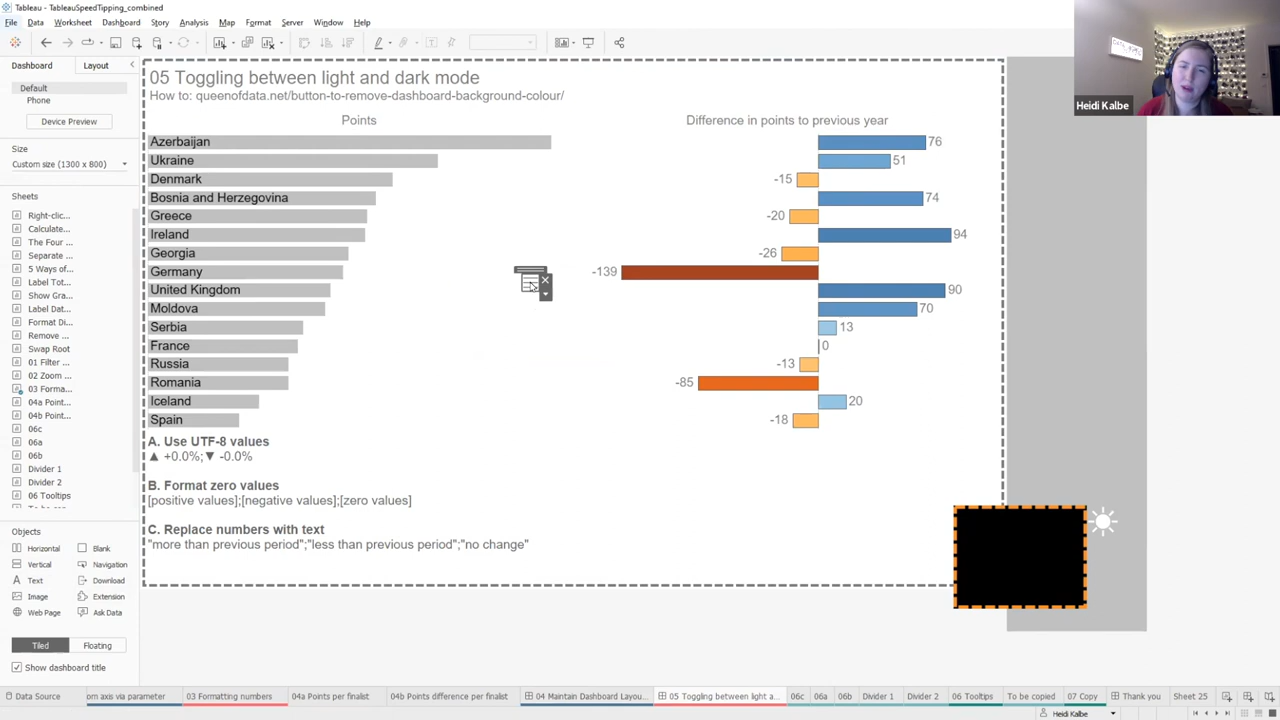 Tableau - TableauSpeedTipping_combined
File Data Worksheet Dashboard Story Analysis Map Format Server Window Help
Dashboard Layout
Default
Phone
Device Preview
Size
Custom size (1300 x 800)
Sheets
Right-clic...
Calculate...
The Four ...
Separate ...
5 Ways of...
Label Tot...
Show Gra...
Label Dat...
Format Di...
Remove ...
Swap Root
01 Filter ...
02 Zoom ...
03 Forma...
04a Point...
04b Point...
06c
06a
06b
Divider 1
Divider 2
06 Tooltips
Objects
Horizontal Blank
Vertical Navigation
Text Download
Image Extension
Web Page Ask Data
Tiled Floating
Show dashboard title
05 Toggling between light and dark mode
How to: queenofdata.net/button-to-remove-dashboard-background-colour/
Points
Azerbaijan
Ukraine
Denmark
Bosnia and Herzegovina
Greece
Ireland
Georgia
Germany
United Kingdom
Moldova
Serbia
France
Russia
Romania
Iceland
Spain
Difference in points to previous year
76
51
-15
74
-20
94
-26
-139
90
70
13
0
-13
-85
20
-18
A. Use UTF-8 values
▲ +0.0%;▼ -0.0%
B. Format zero values
[positive values];[negative values];[zero values]
C. Replace numbers with text
"more than previous period";"less than previous period";"no change"
Heidi Kalbe
Data Source om axis via parameter 03 Formatting numbers 04a Points per finalist 04b Points difference per finalist 04 Maintain Dashboard Layou... 05 Toggling between light a... 06c 06a 06b Divider 1 Divider 2 06 Tooltips To be copied 07 Copy Thank you Sheet 25
Heidi Kalbe